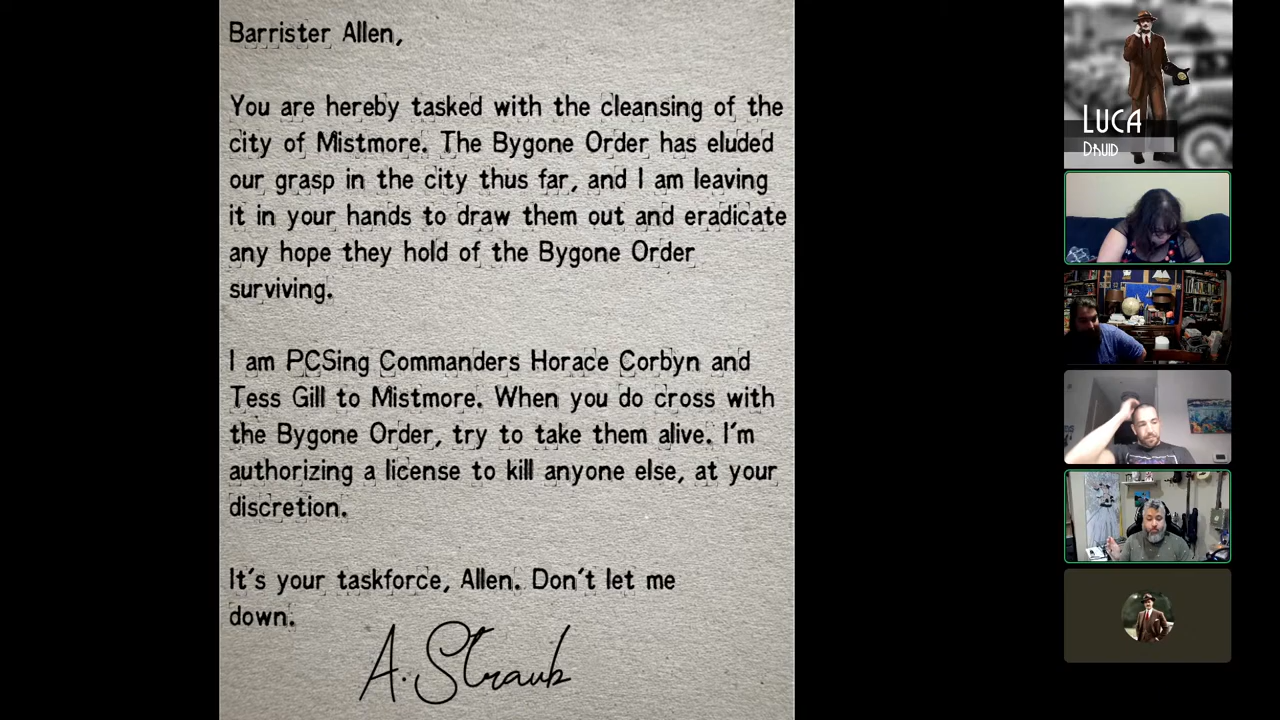 Barrister Allen,
You are hereby tasked with the cleansing of the
city of Mistmore. The Bygone Order has eluded
our grasp in the city thus far, and I am leaving
it in your hands to draw them out and eradicate
any hope they hold of the Bygone Order
surviving.
I am PCSing Commanders Horace Corbyn and
Tess Gill to Mistmore. When you do cross with
the Bygone Order, try to take them alive. I'm
authorizing a license to kill anyone else, at your
discretion.
It's your taskforce, Allen. Don't let me
down.
A. Straub
LUCA
DAVID